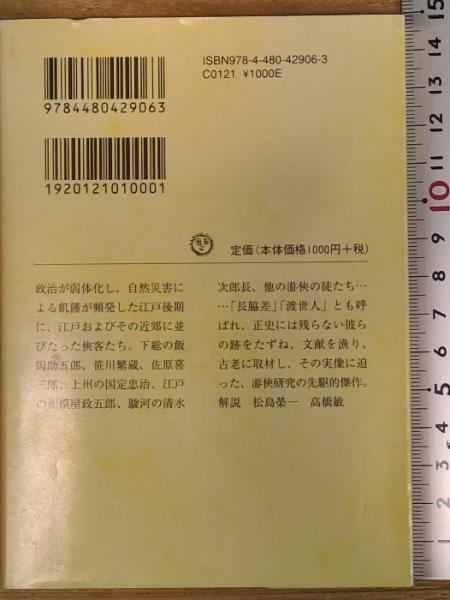 ISBN978-4-480-42906-3
C0121 ¥1000E
9784480429063
1920121010001
定価(本体価格1000円+税)
政治が弱体化し、自然災害に
よる飢饉が頻発した江戸後期
に、江戸およびその近郊に並
びたった侠客たち。下総の飯
岡助五郎、笹川繁蔵、佐原喜
三郎、上州の国定忠治、江戸
の相模屋政五郎、駿河の清水
次郎長、他の游侠の徒たち…
…「長脇差」「渡世人」とも呼
ばれ、正史には残らない彼ら
の跡をたずね、文献を漁り、
古老に取材し、その実像に迫
った、游侠研究の先駆的傑作。
解説 松島榮一 高橋敏
15
14
13
12
11
10
9
8
7
6
5
4
3
2
1